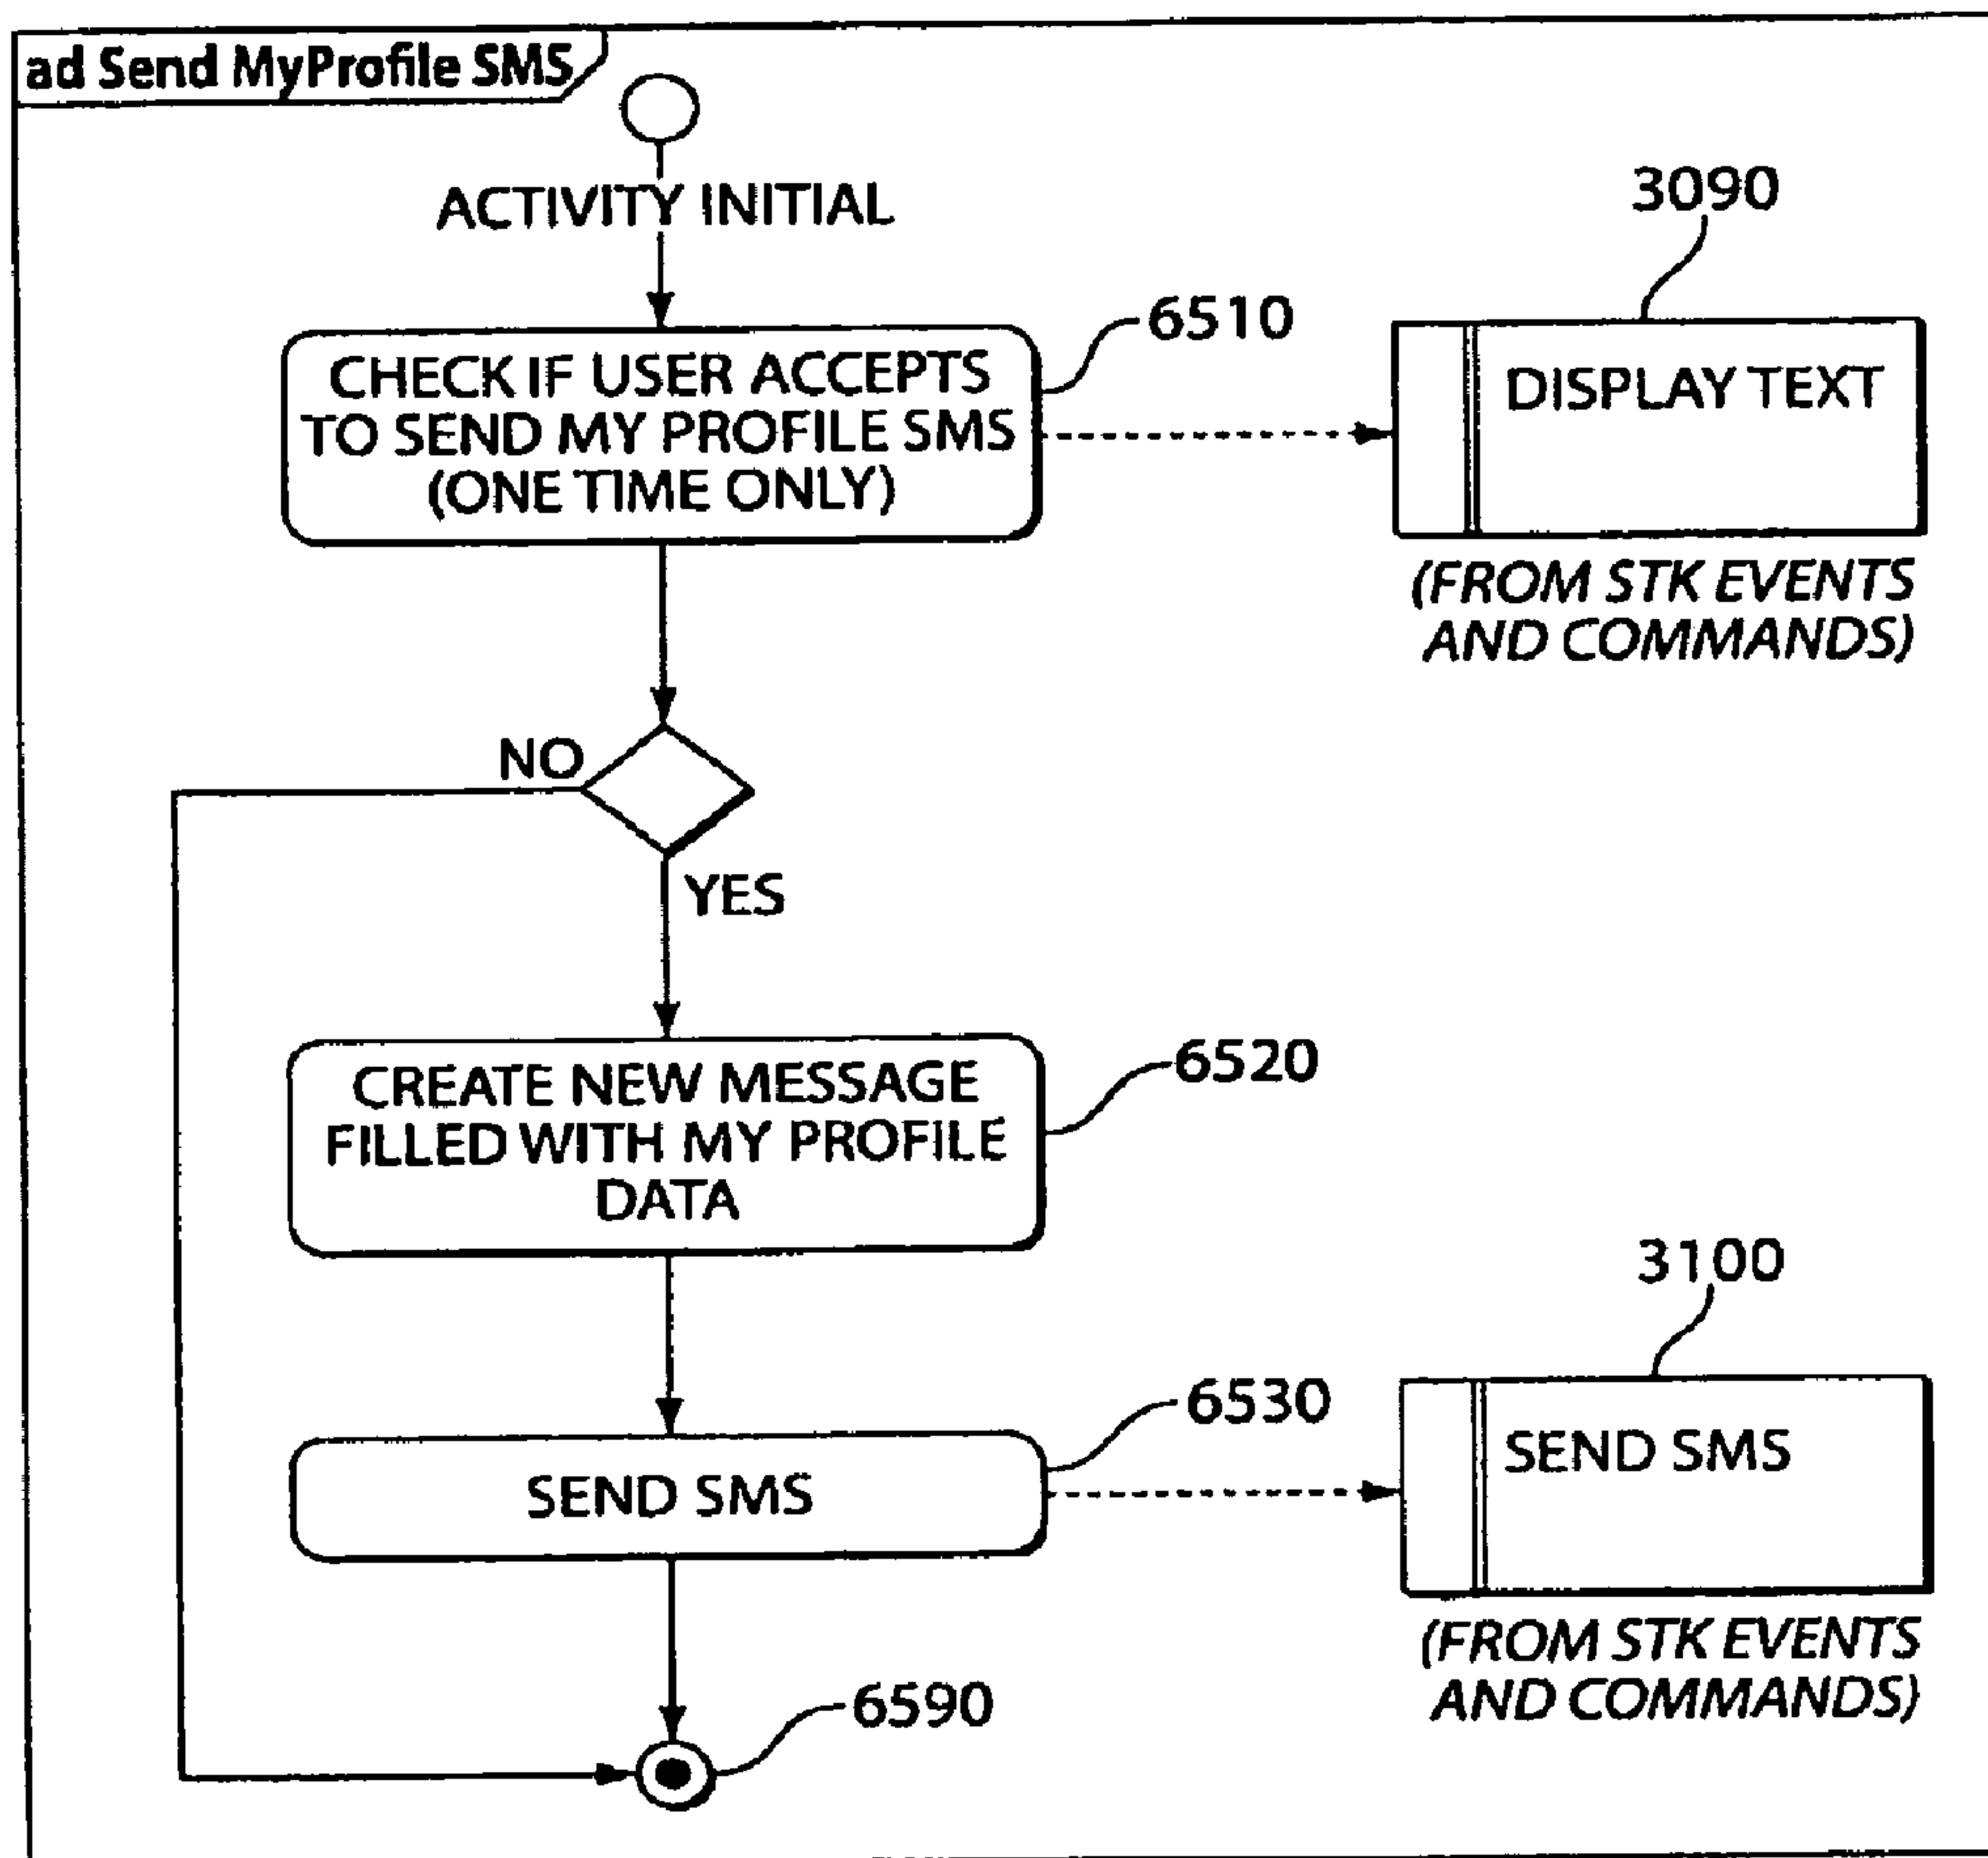 ad Send MyProfile SMS
ACTIVITY INITIAL
3090
6510
CHECK IF USER ACCEPTS
TO SEND MY PROFILE SMS
(ONE TIME ONLY)
DISPLAY TEXT
(FROM STK EVENTS
AND COMMANDS)
NO
YES
6520
CREATE NEW MESSAGE
FILLED WITH MY PROFILE
DATA
3100
6530
SEND SMS
SEND SMS
(FROM STK EVENTS
AND COMMANDS)
6590